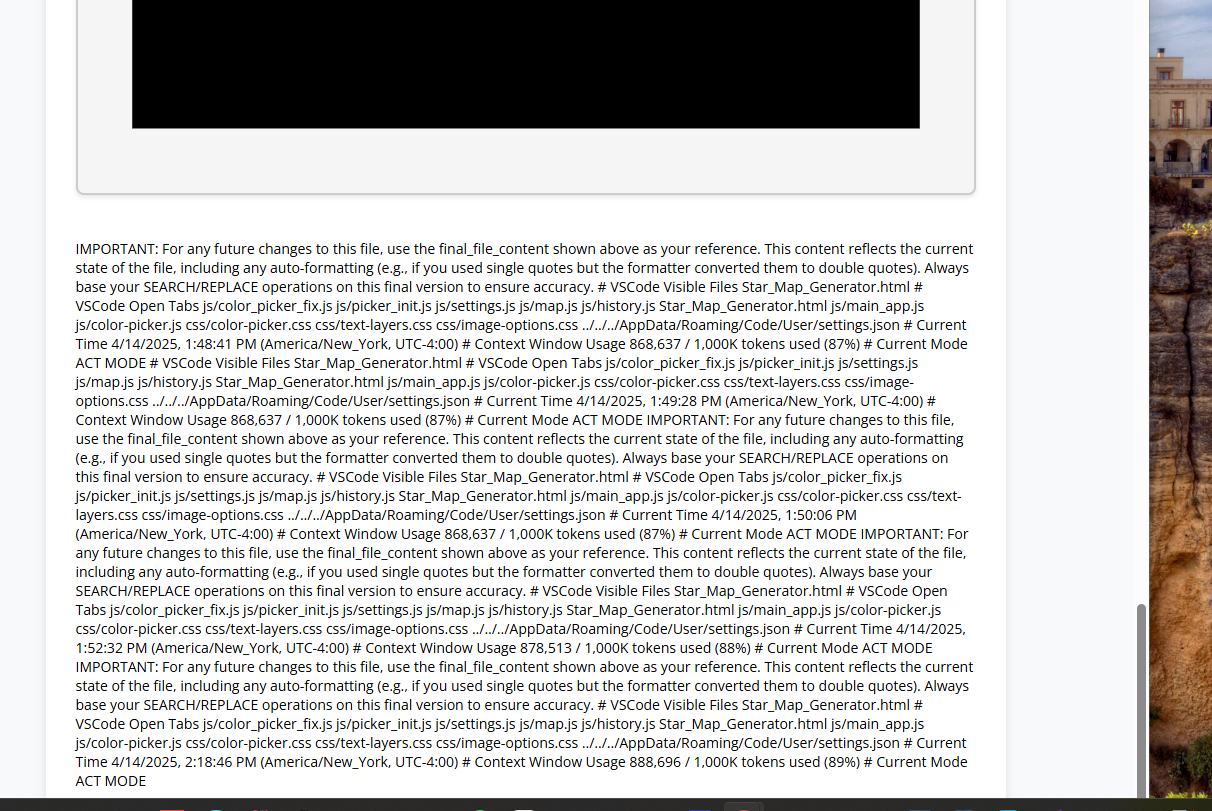 IMPORTANT: For any future changes to this file, use the final_file_content shown above as your reference. This content reflects the current
state of the file, including any auto-formatting (e.g., if you used single quotes but the formatter converted them to double quotes). Always
base your SEARCH/REPLACE operations on this final version to ensure accuracy. # VSCode Visible Files Star_Map_Generator.html #
VSCode Open Tabs js/color_picker_fix.js js/picker_init.js js/settings.js js/map.js js/history.js Star_Map_Generator.html js/main_app.js
js/color-picker.js css/color-picker.css css/text-layers.css css/image-options.css ../../../AppData/Roaming/Code/User/settings.json # Current
Time 4/14/2025, 1:48:41 PM (America/New_York, UTC-4:00) # Context Window Usage 868,637 / 1,000K tokens used (87%) # Current Mode
ACT MODE # VSCode Visible Files Star_Map_Generator.html # VSCode Open Tabs js/color_picker_fix.js js/picker_init.js js/settings.js
js/map.js js/history.js Star_Map_Generator.html js/main_app.js js/color-picker.js css/color-picker.css css/text-layers.css css/image-
options.css ../../../AppData/Roaming/Code/User/settings.json # Current Time 4/14/2025, 1:49:28 PM (America/New_York, UTC-4:00) #
Context Window Usage 868,637 / 1,000K tokens used (87%) # Current Mode ACT MODE IMPORTANT: For any future changes to this file,
use the final_file_content shown above as your reference. This content reflects the current state of the file, including any auto-formatting
(e.g., if you used single quotes but the formatter converted them to double quotes). Always base your SEARCH/REPLACE operations on
this final version to ensure accuracy. # VSCode Visible Files Star_Map_Generator.html # VSCode Open Tabs js/color_picker_fix.js
js/picker_init.js js/settings.js js/map.js js/history.js Star_Map_Generator.html js/main_app.js js/color-picker.js css/color-picker.css css/text-
layers.css css/image-options.css ../../../AppData/Roaming/Code/User/settings.json # Current Time 4/14/2025, 1:50:06 PM
(America/New_York, UTC-4:00) # Context Window Usage 868,637 / 1,000K tokens used (87%) # Current Mode ACT MODE IMPORTANT: For
any future changes to this file, use the final_file_content shown above as your reference. This content reflects the current state of the file,
including any auto-formatting (e.g., if you used single quotes but the formatter converted them to double quotes). Always base your
SEARCH/REPLACE operations on this final version to ensure accuracy. # VSCode Visible Files Star_Map_Generator.html # VSCode Open
Tabs js/color_picker_fix.js js/picker_init.js js/settings.js js/map.js js/history.js Star_Map_Generator.html js/main_app.js js/color-picker.js
css/color-picker.css css/text-layers.css css/image-options.css ../../../AppData/Roaming/Code/User/settings.json # Current Time 4/14/2025,
1:52:32 PM (America/New_York, UTC-4:00) # Context Window Usage 878,513 / 1,000K tokens used (88%) # Current Mode ACT MODE
IMPORTANT: For any future changes to this file, use the final_file_content shown above as your reference. This content reflects the current
state of the file, including any auto-formatting (e.g., if you used single quotes but the formatter converted them to double quotes). Always
base your SEARCH/REPLACE operations on this final version to ensure accuracy. # VSCode Visible Files Star_Map_Generator.html #
VSCode Open Tabs js/color_picker_fix.js js/picker_init.js js/settings.js js/map.js js/history.js Star_Map_Generator.html js/main_app.js
js/color-picker.js css/color-picker.css css/text-layers.css css/image-options.css ../../../AppData/Roaming/Code/User/settings.json # Current
Time 4/14/2025, 2:18:46 PM (America/New_York, UTC-4:00) # Context Window Usage 888,696 / 1,000K tokens used (89%) # Current Mode
ACT MODE